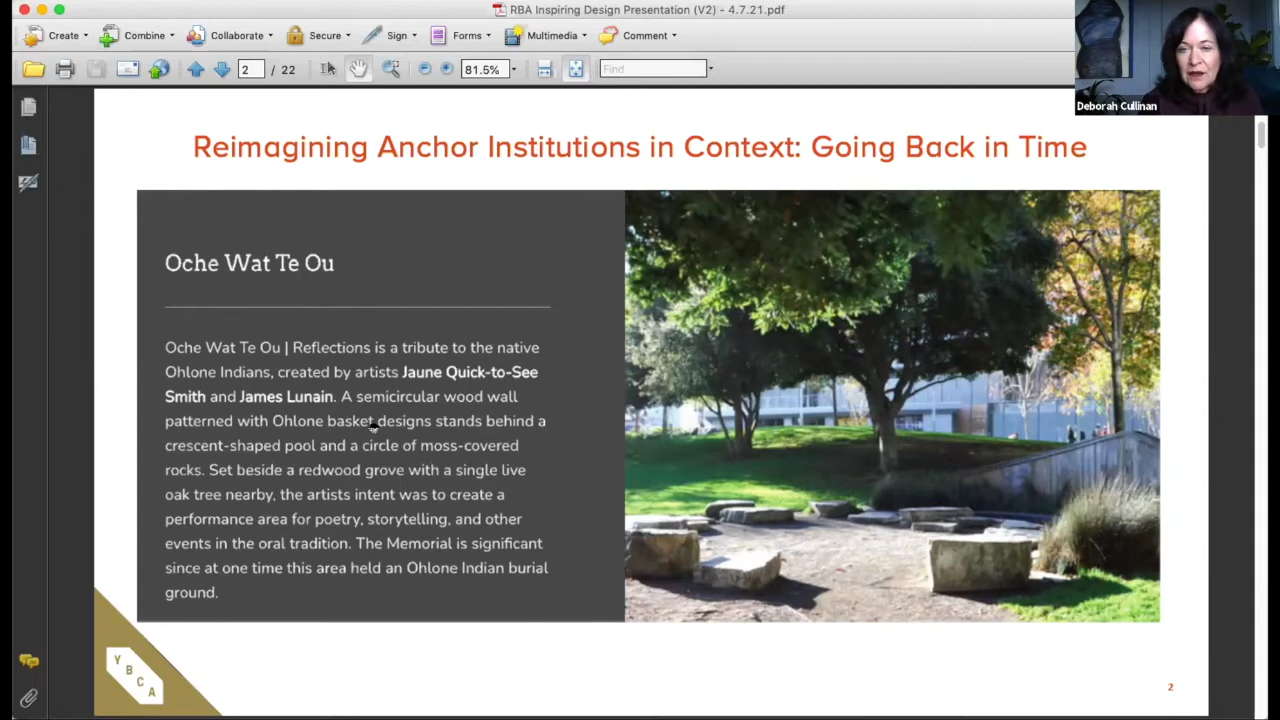 RBA Inspiring Design Presentation (V2) - 4.7.21.pdf
Create
Combine
Collaborate
Secure
Sign
Forms
Multimedia
Comment
2 / 22
81.5%
Find
Deborah Cullinan
Reimagining Anchor Institutions in Context: Going Back in Time
Oche Wat Te Ou
Oche Wat Te Ou | Reflections is a tribute to the native
Ohlone Indians, created by artists Jaune Quick-to-See
Smith and James Lunain. A semicircular wood wall
patterned with Ohlone basket designs stands behind a
crescent-shaped pool and a circle of moss-covered
rocks. Set beside a redwood grove with a single live
oak tree nearby, the artists intent was to create a
performance area for poetry, storytelling, and other
events in the oral tradition. The Memorial is significant
since at one time this area held an Ohlone Indian burial
ground.
YBCA
2